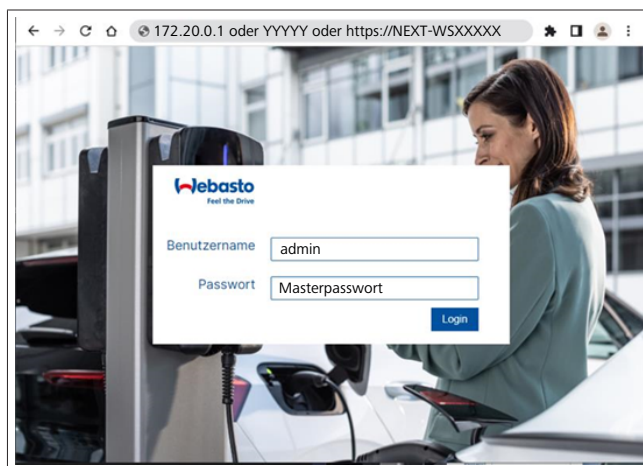 172.20.0.1 oder YYYYY oder https://NEXT-WSXXXXX
Webasto
Feel the Drive
Benutzername
admin
Passwort
Masterpasswort
Login